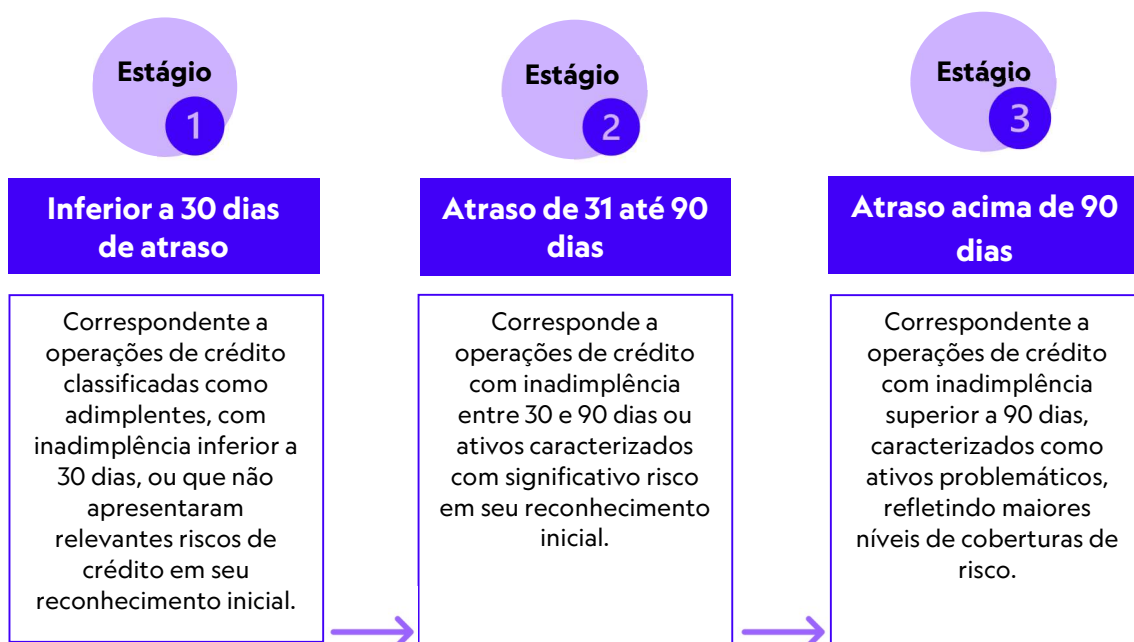 Estágio
1
Inferior a 30 dias
de atraso
Correspondente a
operações de crédito
classificadas como
adimplentes, com
inadimplência inferior a
30 dias, ou que não
apresentaram
relevantes riscos de
crédito em seu
reconhecimento inicial.
Estágio
2
Atraso de 31 até 90
dias
Corresponde a
operações de crédito
com inadimplência
entre 30 e 90 dias ou
ativos caracterizados
com significativo risco
em seu reconhecimento
inicial.
Estágio
3
Atraso acima de 90
dias
Correspondente a
operações de crédito
com inadimplência
superior a 90 dias,
caracterizados como
ativos problemáticos,
refletindo maiores
níveis de coberturas de
risco.